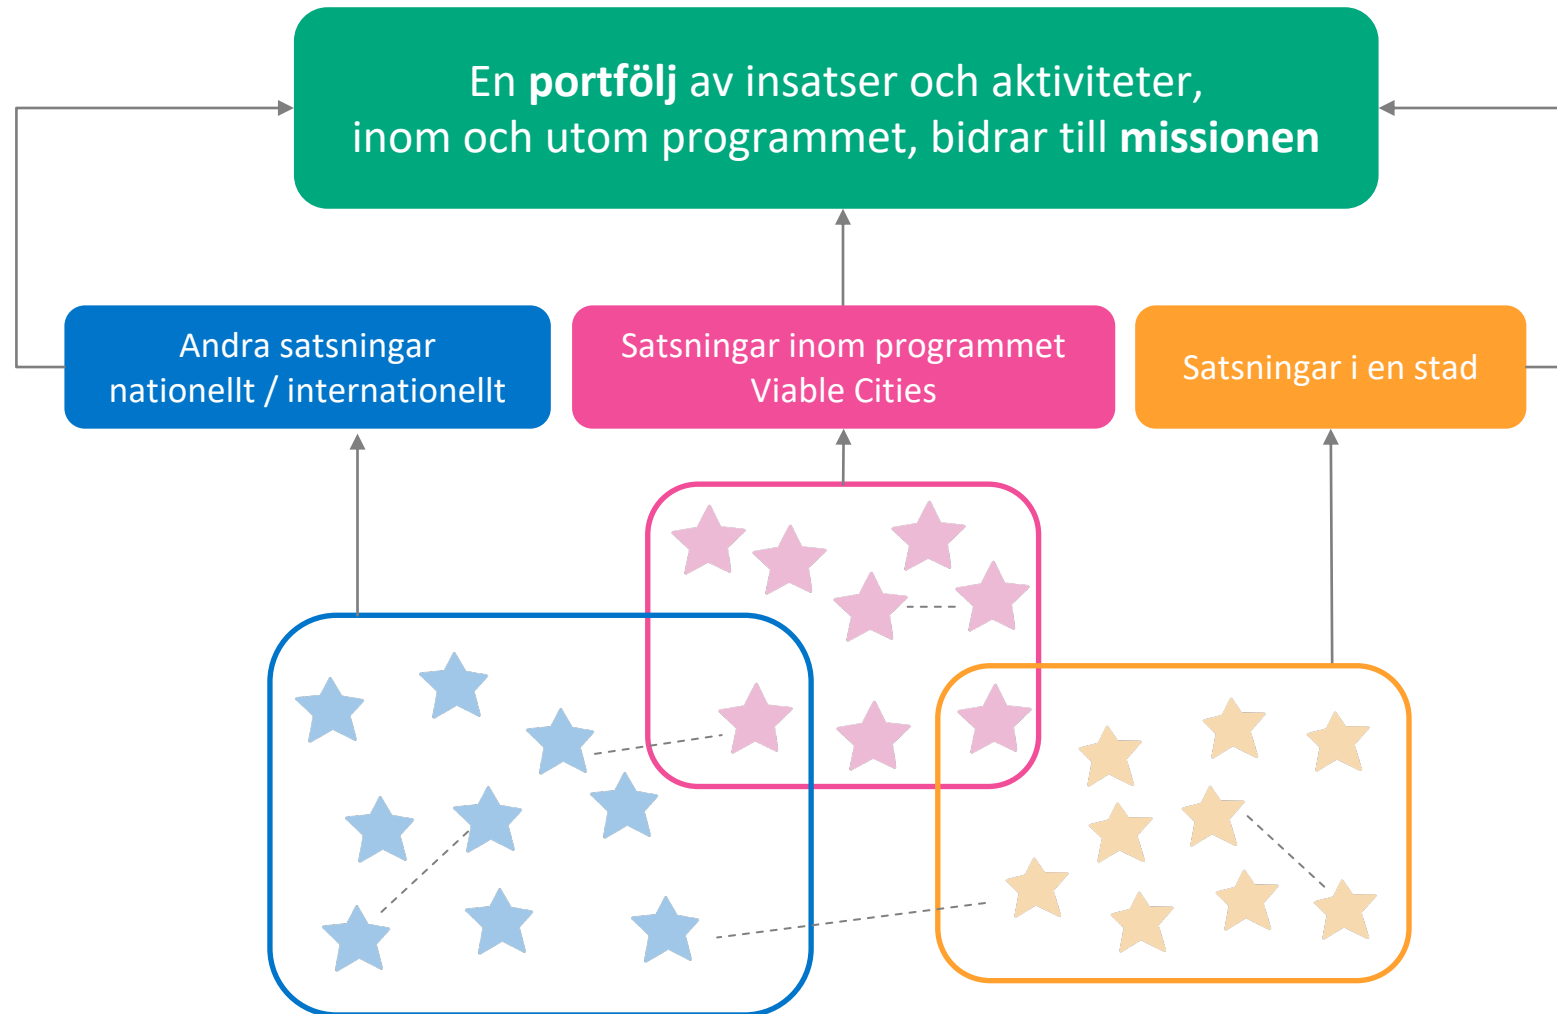 En portfölj av insatser och aktiviteter,
inom och utom programmet, bidrar till missionen
Andra satsningar
nationellt / internationellt
Satsningar inom programmet
Viable Cities
Satsningar i en stad